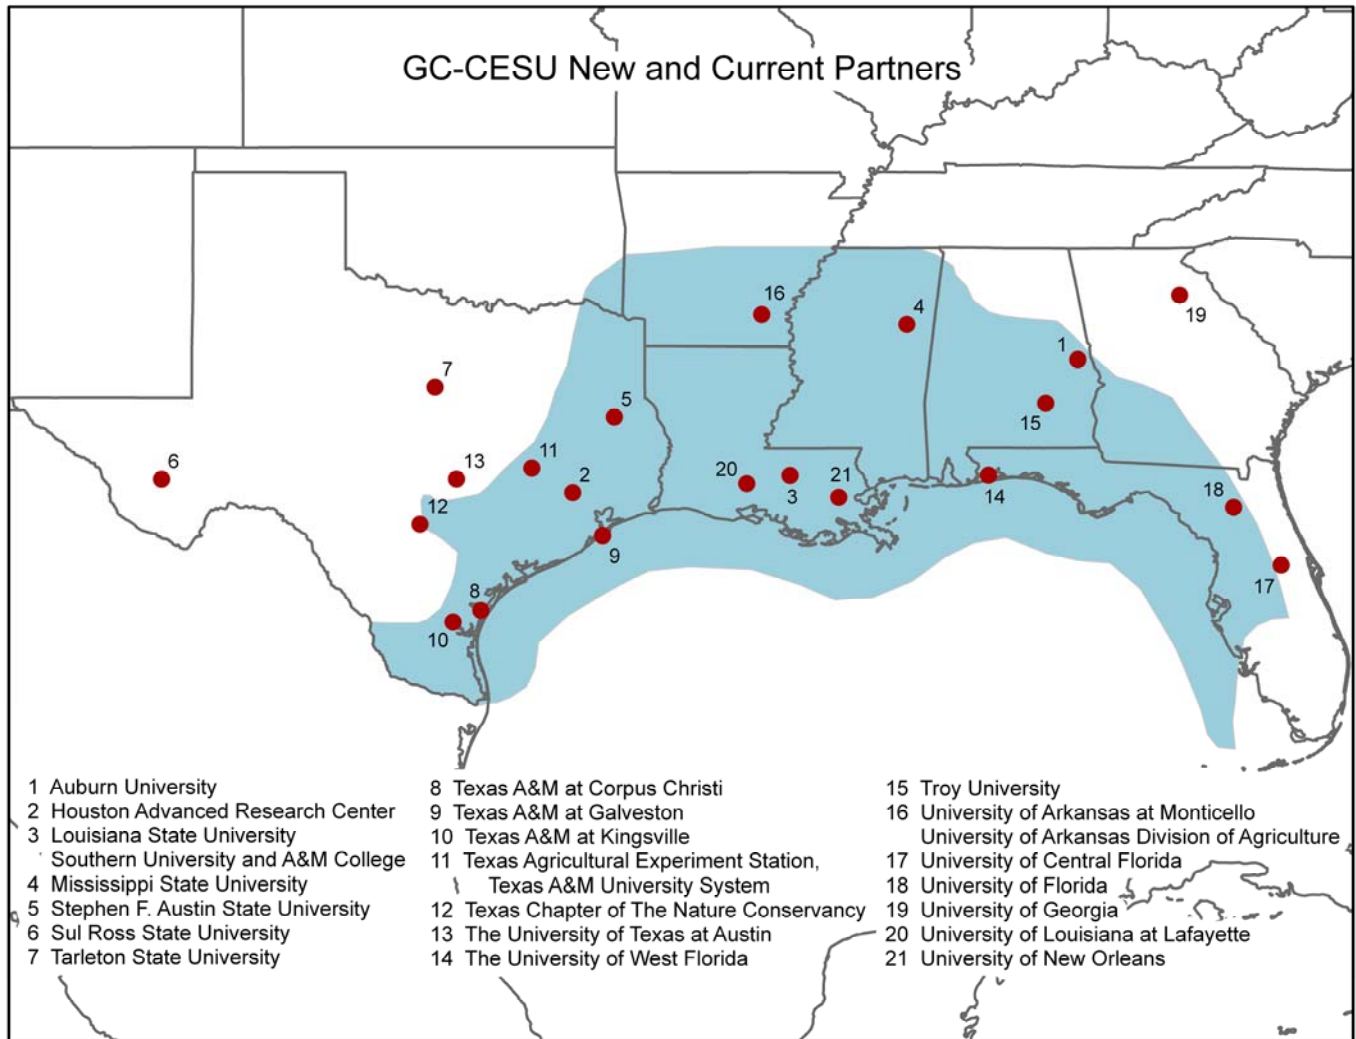 GC-CESU New and Current Partners
16
4
19
1
7
5
15
11
6
13
2
20
3
21
12
14
18
9
8
17
10
1 Auburn University
2 Houston Advanced Research Center
3 Louisiana State University
Southern University and A&M College
4 Mississippi State University
5 Stephen F. Austin State University
6 Sul Ross State University
7 Tarleton State University
8 Texas A&M at Corpus Christi
9 Texas A&M at Galveston
10 Texas A&M at Kingsville
11 Texas Agricultural Experiment Station,
Texas A&M University System
12 Texas Chapter of The Nature Conservancy
13 The University of Texas at Austin
14 The University of West Florida
15 Troy University
16 University of Arkansas at Monticello
University of Arkansas Division of Agriculture
17 University of Central Florida
18 University of Florida
19 University of Georgia
20 University of Louisiana at Lafayette
21 University of New Orleans